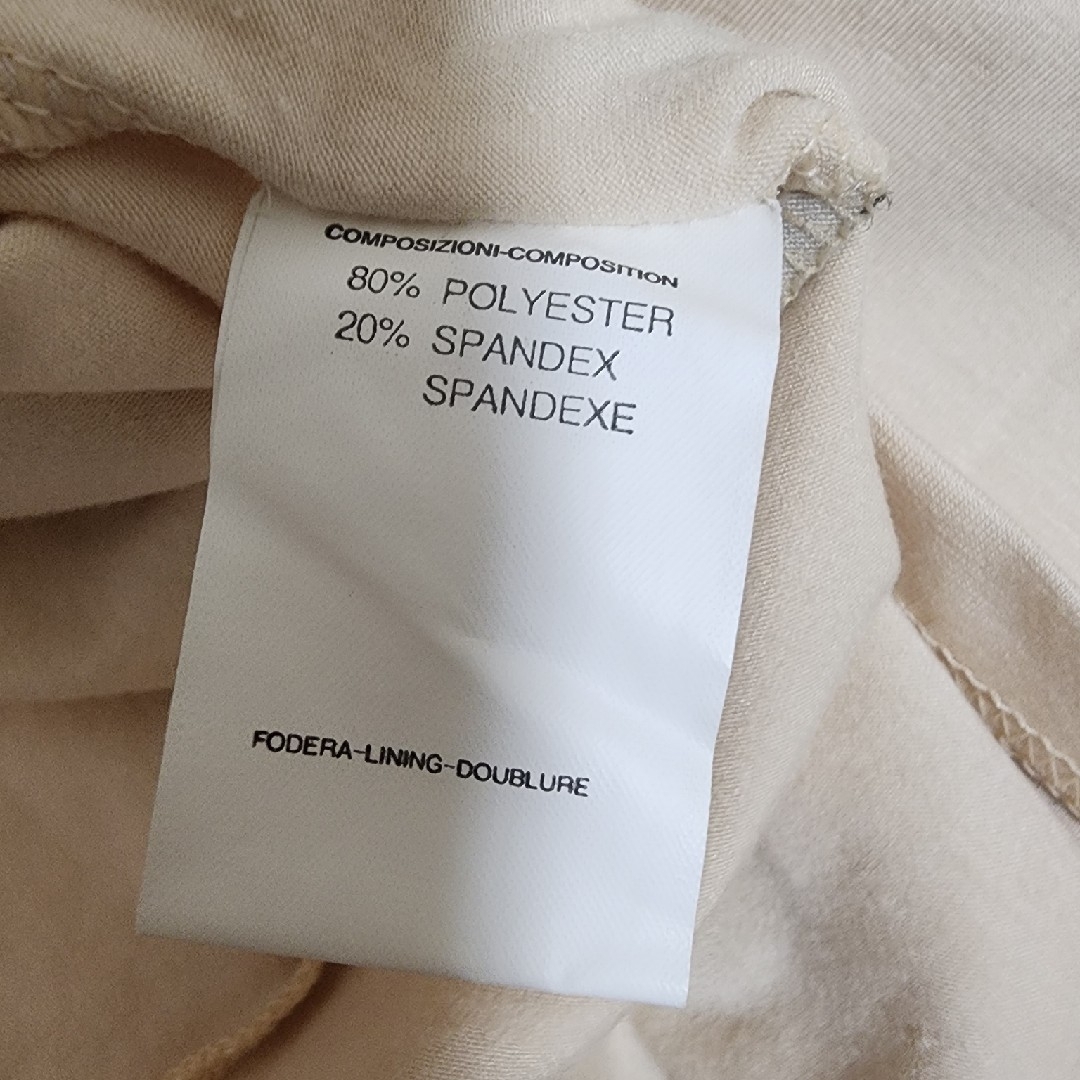 COMPOSIZIONI-COMPOSITION
80% POLYESTER
20% SPANDEX
SPANDEXE
FODERA-LINING-DOUBLURE